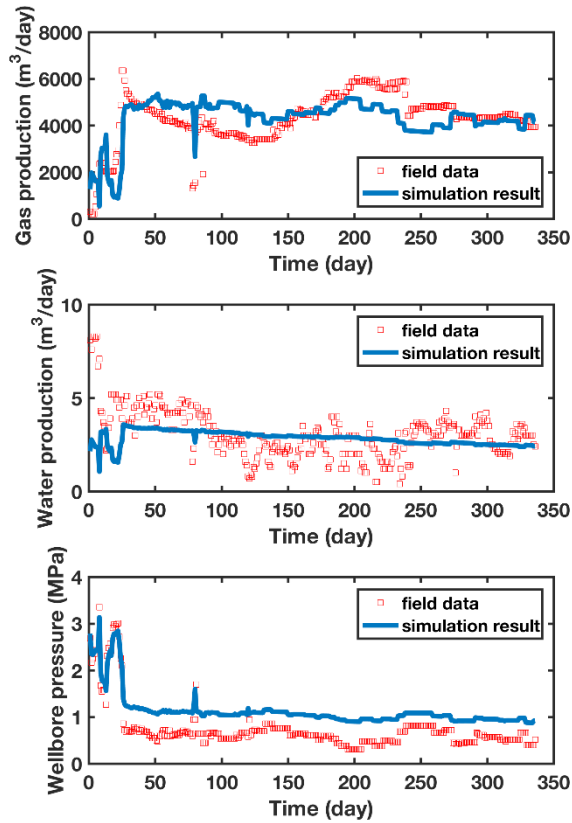 Gas production (m³/day)
8000
6000
4000
2000
0
field data
simulation result
0 50 100 150 200 250 300 350
Time (day)
Water production (m³/day)
10
5
0
field data
simulation result
0 50 100 150 200 250 300 350
Time (day)
Wellbore pressure (MPa)
4
3
2
1
0
field data
simulation result
0 50 100 150 200 250 300 350
Time (day)